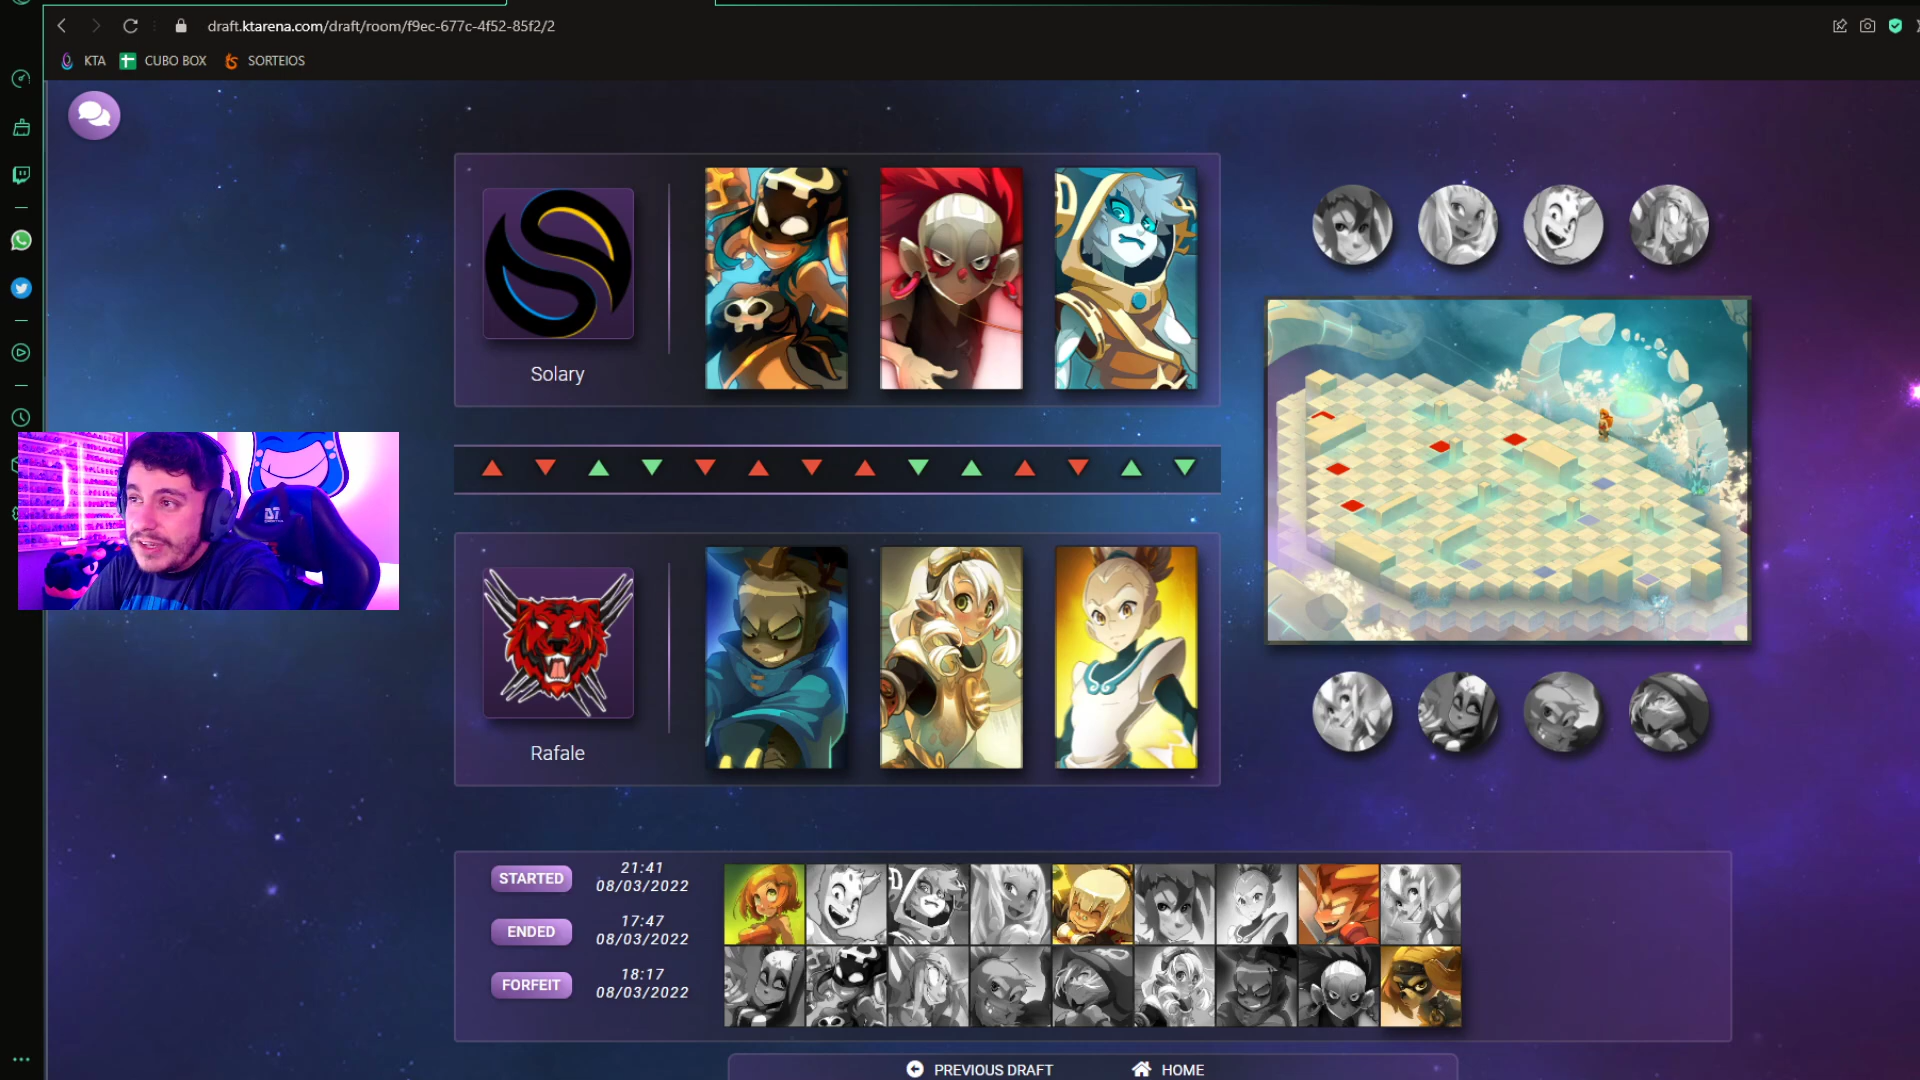 draft.ktarena.com/draft/room/f9ec-677c-4f52-85f2/2
KTA
CUBO BOX
SORTEIOS
Solary
Rafale
STARTED
21:41
08/03/2022
ENDED
17:47
08/03/2022
FORFEIT
18:17
08/03/2022
PREVIOUS DRAFT
HOME